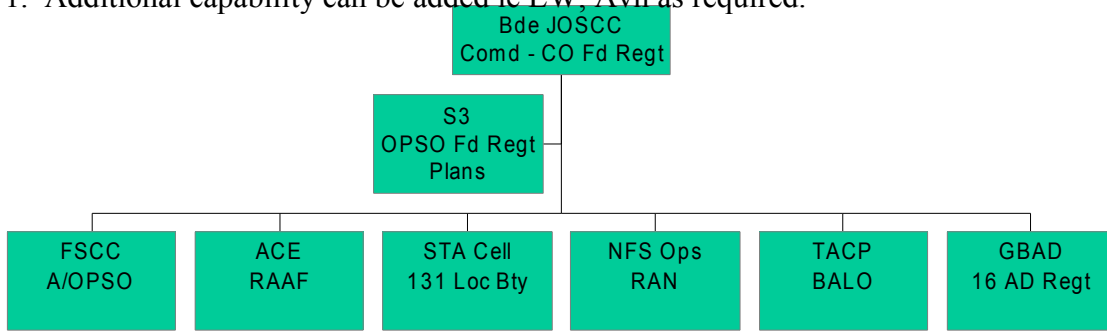 1. Additional capability can be added ie EW, Avn as required.
Bde JOSCC
Comd - CO Fd Regt
S3
OPSO Fd Regt
Plans
FSCC
A/OPSO
ACE
RAAF
STA Cell
131 Loc Bty
NFS Ops
RAN
TACP
BALO
GBAD
16 AD Regt